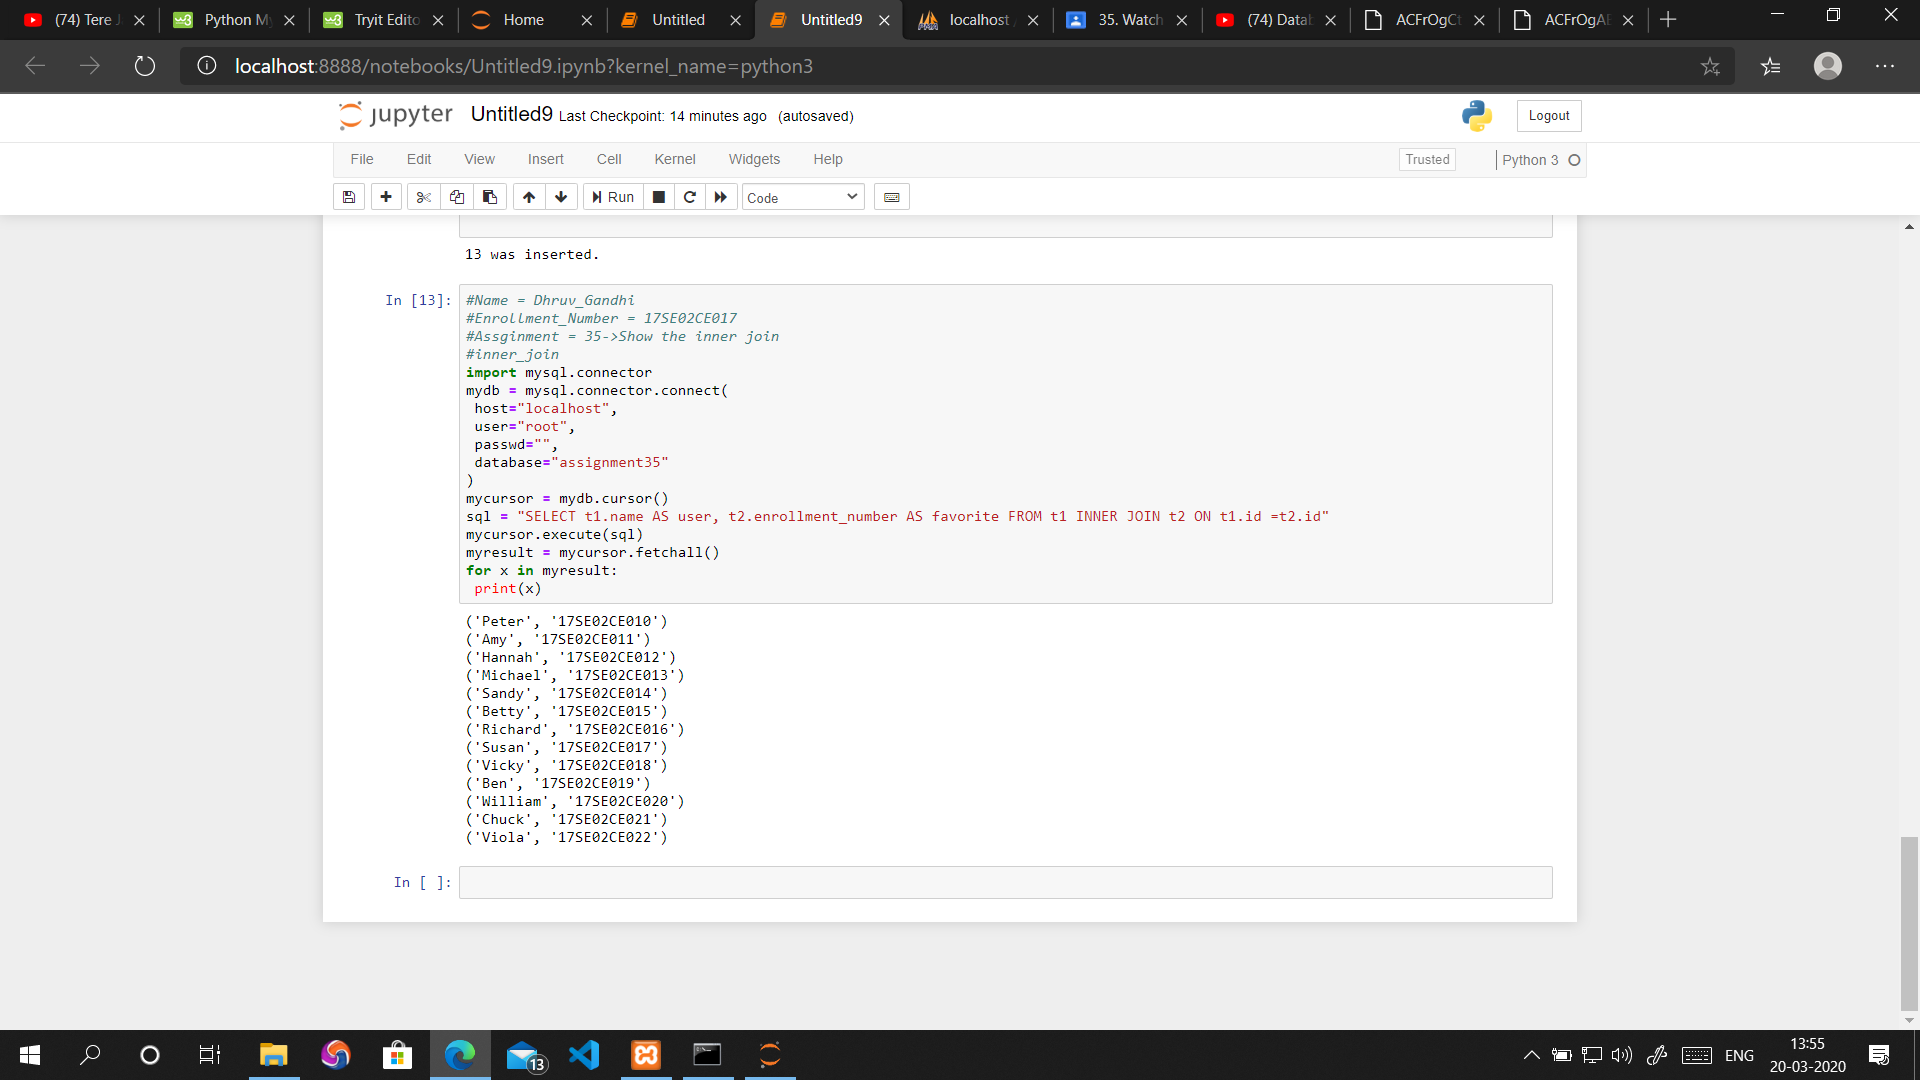 (74) Tere
Python M
Tryit Edito
Home
Untitled
Untitled9
localhost
35. Watch
(74) Datab
ACFrOgCt
ACFrOgAE
localhost:8888/notebooks/Untitled9.ipynb?kernel_name=python3
jupyter Untitled9 Last Checkpoint: 14 minutes ago (autosaved)
Logout
File Edit View Insert Cell Kernel Widgets Help
Trusted
Python 3
Run
Code
13 was inserted.
In [13]:
#Name = Dhruv_Gandhi
#Enrollment_Number = 17SE02CE017
#Assginment = 35->Show the inner join
#inner_join
import mysql.connector
mydb = mysql.connector.connect(
 host="localhost",
 user="root",
 passwd="",
 database="assignment35"
)
mycursor = mydb.cursor()
sql = "SELECT t1.name AS user, t2.enrollment_number AS favorite FROM t1 INNER JOIN t2 ON t1.id =t2.id"
mycursor.execute(sql)
myresult = mycursor.fetchall()
for x in myresult:
 print(x)
('Peter', '17SE02CE010')
('Amy', '17SE02CE011')
('Hannah', '17SE02CE012')
('Michael', '17SE02CE013')
('Sandy', '17SE02CE014')
('Betty', '17SE02CE015')
('Richard', '17SE02CE016')
('Susan', '17SE02CE017')
('Vicky', '17SE02CE018')
('Ben', '17SE02CE019')
('William', '17SE02CE020')
('Chuck', '17SE02CE021')
('Viola', '17SE02CE022')
In [ ]:
13
ENG
13:55
20-03-2020